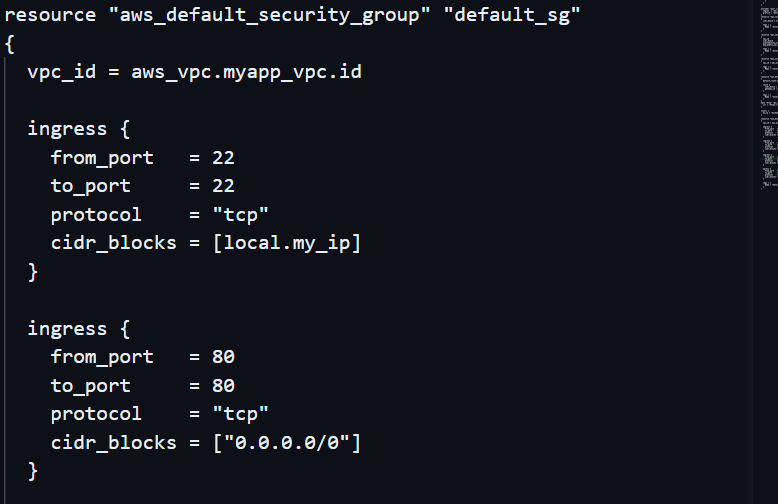 resource "aws_default_security_group" "default_sg"
{
  vpc_id = aws_vpc.myapp_vpc.id

  ingress {
    from_port   = 22
    to_port     = 22
    protocol    = "tcp"
    cidr_blocks = [local.my_ip]
  }

  ingress {
    from_port   = 80
    to_port     = 80
    protocol    = "tcp"
    cidr_blocks = ["0.0.0.0/0"]
  }